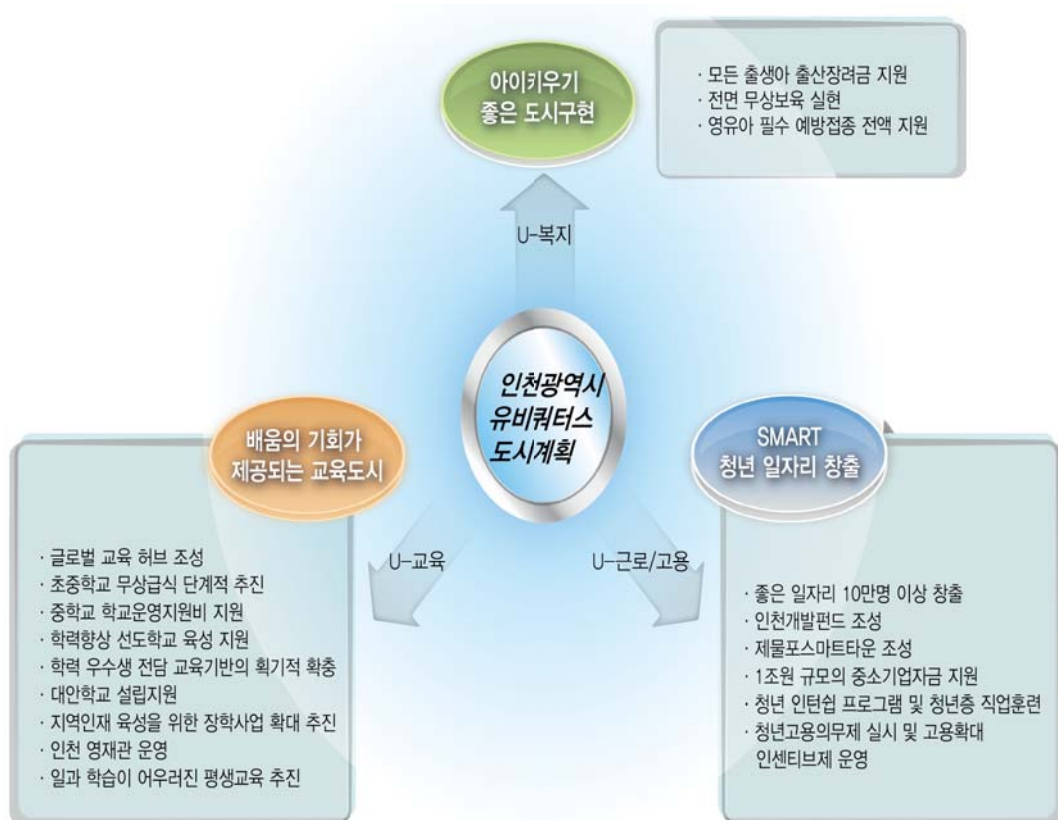 아이키우기
좋은 도시구현
· 모든 출생아 출산장려금 지원
· 전면 무상보육 실현
· 영유아 필수 예방접종 전액 지원
U-복지
인천광역시
유비쿼터스
도시계획
배움의 기회가
제공되는 교육도시
SMART
청년 일자리 창출
U-교육
U-근로/고용
· 글로벌 교육 허브 조성
· 초중학교 무상급식 단계적 추진
· 중학교 학교운영지원비 지원
· 학력향상 선도학교 육성 지원
· 학력 우수생 전담 교육기반의 획기적 확충
· 대안학교 설립지원
· 지역인재 육성을 위한 장학사업 확대 추진
· 인천 영재관 운영
· 일과 학습이 어우러진 평생교육 추진
· 좋은 일자리 10만명 이상 창출
· 인천개발펀드 조성
· 제물포스마트타운 조성
· 1조원 규모의 중소기업자금 지원
· 청년 인턴쉽 프로그램 및 청년층 직업훈련
· 청년고용의무제 실시 및 고용확대
인센티브제 운영